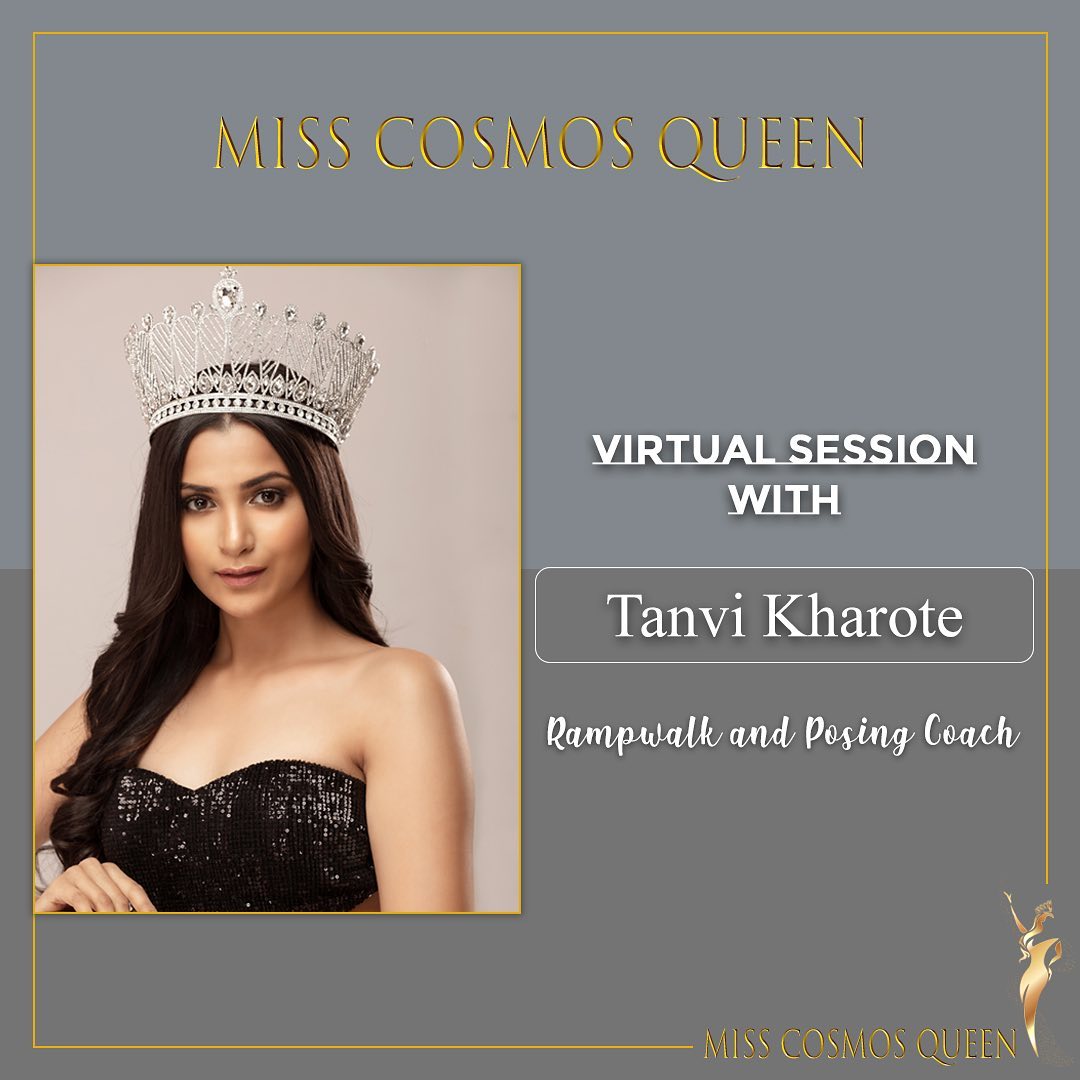 MISS COSMOS QUEEN
VIRTUAL SESSION
WITH
Tanvi Kharote
Rampwalk and Posing Coach
MISS COSMOS QUEEN